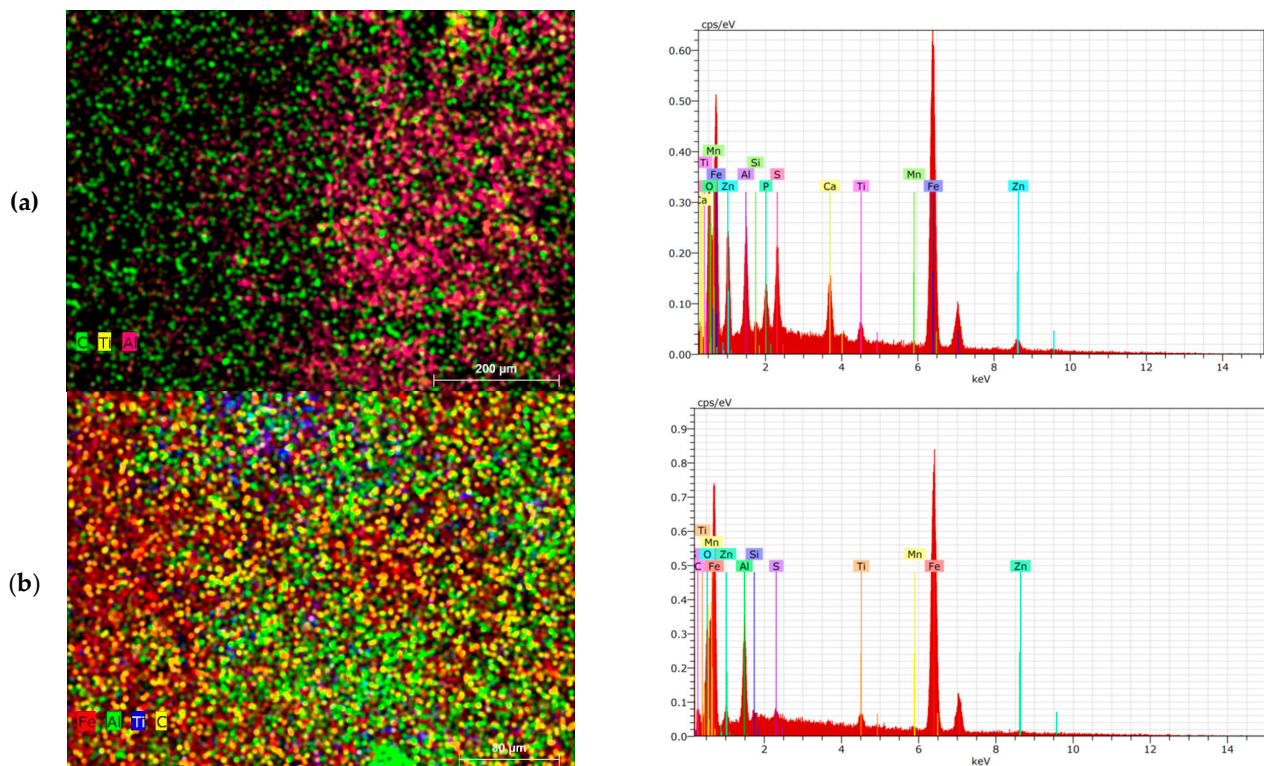 (a)
C Ti Al
200 µm
cps/eV
0.60
0.50
0.40
0.30
0.20
0.10
0.00
Mn
Ti Si
Fe Al S
O Zn P Ca Ti Mn Fe Zn
Ca
2 4 6 8 10 12 14
keV
(b)
Fe Al Ti C
80 µm
cps/eV
0.9
0.8
0.7
0.6
0.5
0.4
0.3
0.2
0.1
0.0
Ti
Mn
O Zn Si Mn
C Fe Al S Ti Fe Zn
2 4 6 8 10 12 14
keV